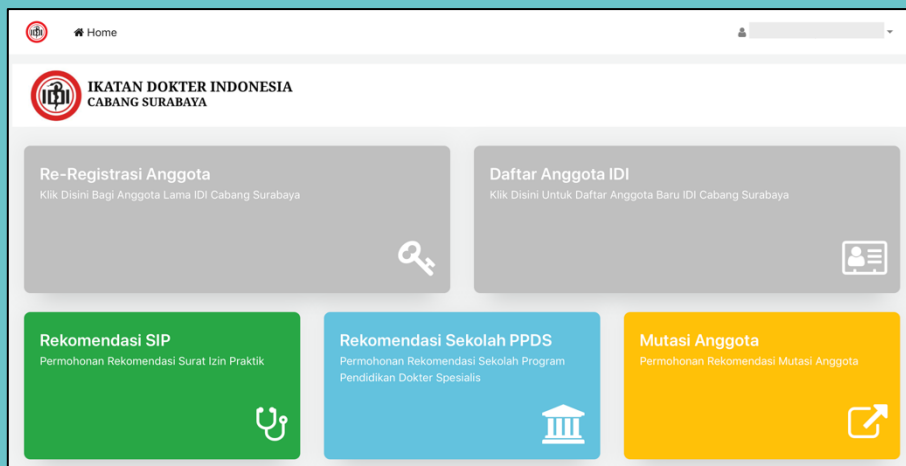 IDI
Home
IDI
IKATAN DOKTER INDONESIA
CABANG SURABAYA
Re-Registrasi Anggota
Klik Disini Bagi Anggota Lama IDI Cabang Surabaya
Daftar Anggota IDI
Klik Disini Untuk Daftar Anggota Baru IDI Cabang Surabaya
Rekomendasi SIP
Permohonan Rekomendasi Surat Izin Praktik
Rekomendasi Sekolah PPDS
Permohonan Rekomendasi Sekolah Program
Pendidikan Dokter Spesialis
Mutasi Anggota
Permohonan Rekomendasi Mutasi Anggota